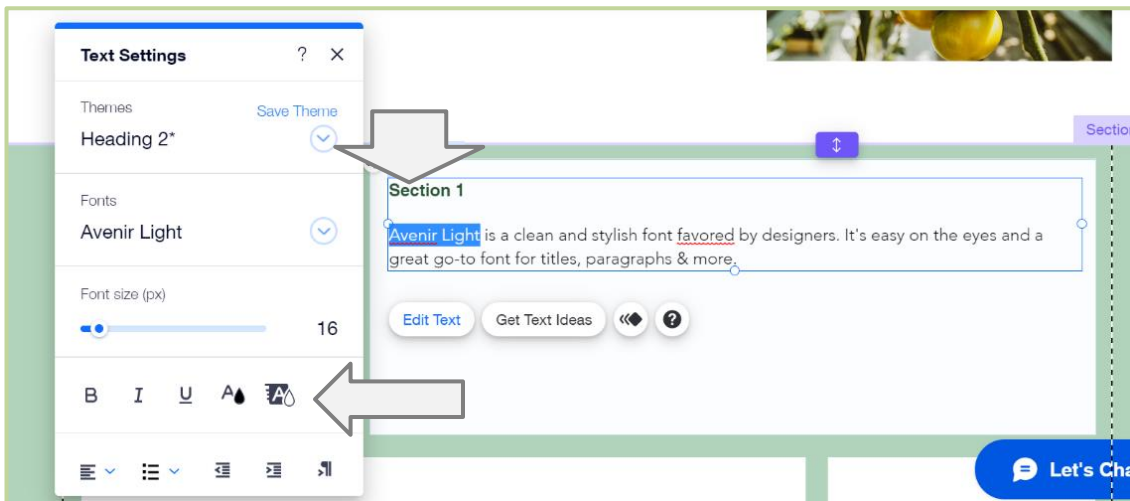 Text Settings ? ×
Themes Save Theme
Heading 2*
Fonts
Avenir Light
Font size (px)
16
B I U A A
Sectio
Section 1
Avenir Light is a clean and stylish font favored by designers. It's easy on the eyes and a
great go-to font for titles, paragraphs & more.
Edit Text Get Text Ideas ?
Let's Cha